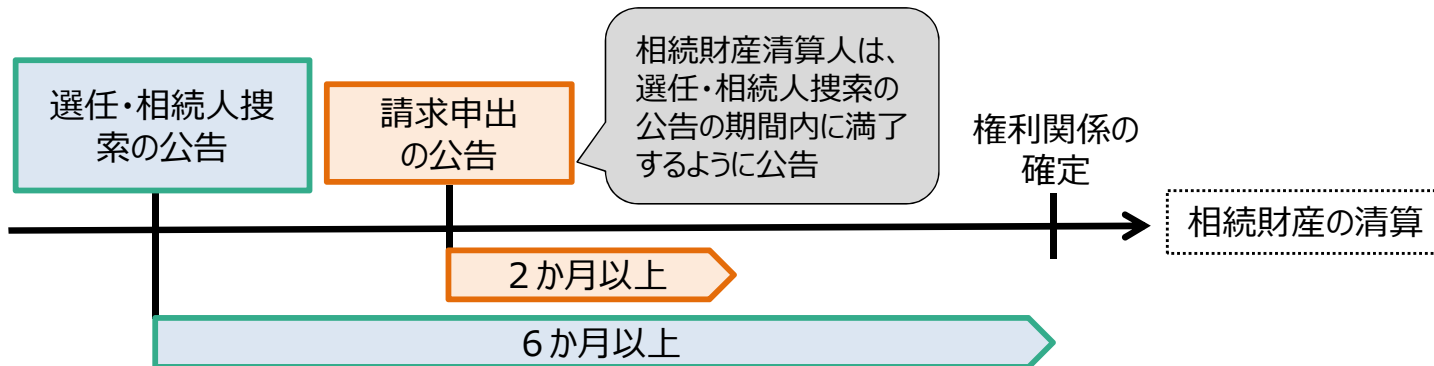 選任・相続人捜
索の公告
請求申出
の公告
相続財産清算人は、
選任・相続人捜索の
公告の期間内に満了
するように公告
権利関係の
確定
相続財産の清算
２か月以上
６か月以上